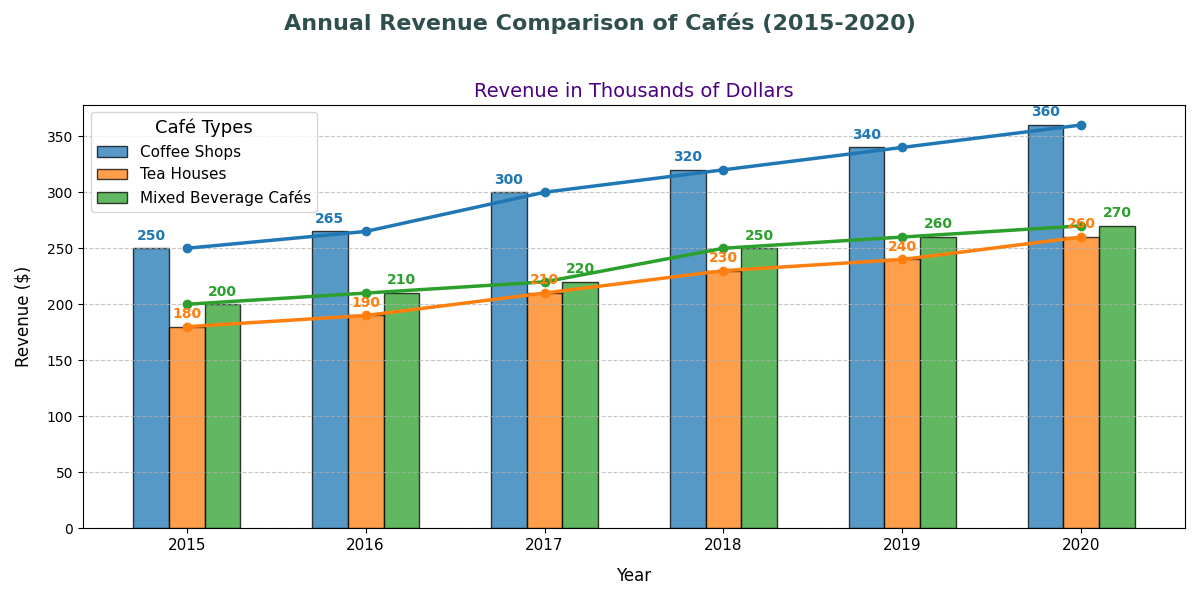 Annual Revenue Comparison of Cafés (2015-2020)
Revenue in Thousands of Dollars
Café Types
Coffee Shops
Tea Houses
Mixed Beverage Cafés
Revenue ($)
350
300
250
200
150
100
50
0
250
265
300
320
340
360
180
190
210
230
240
260
200
210
220
250
260
270
2015 2016 2017 2018 2019 2020
Year